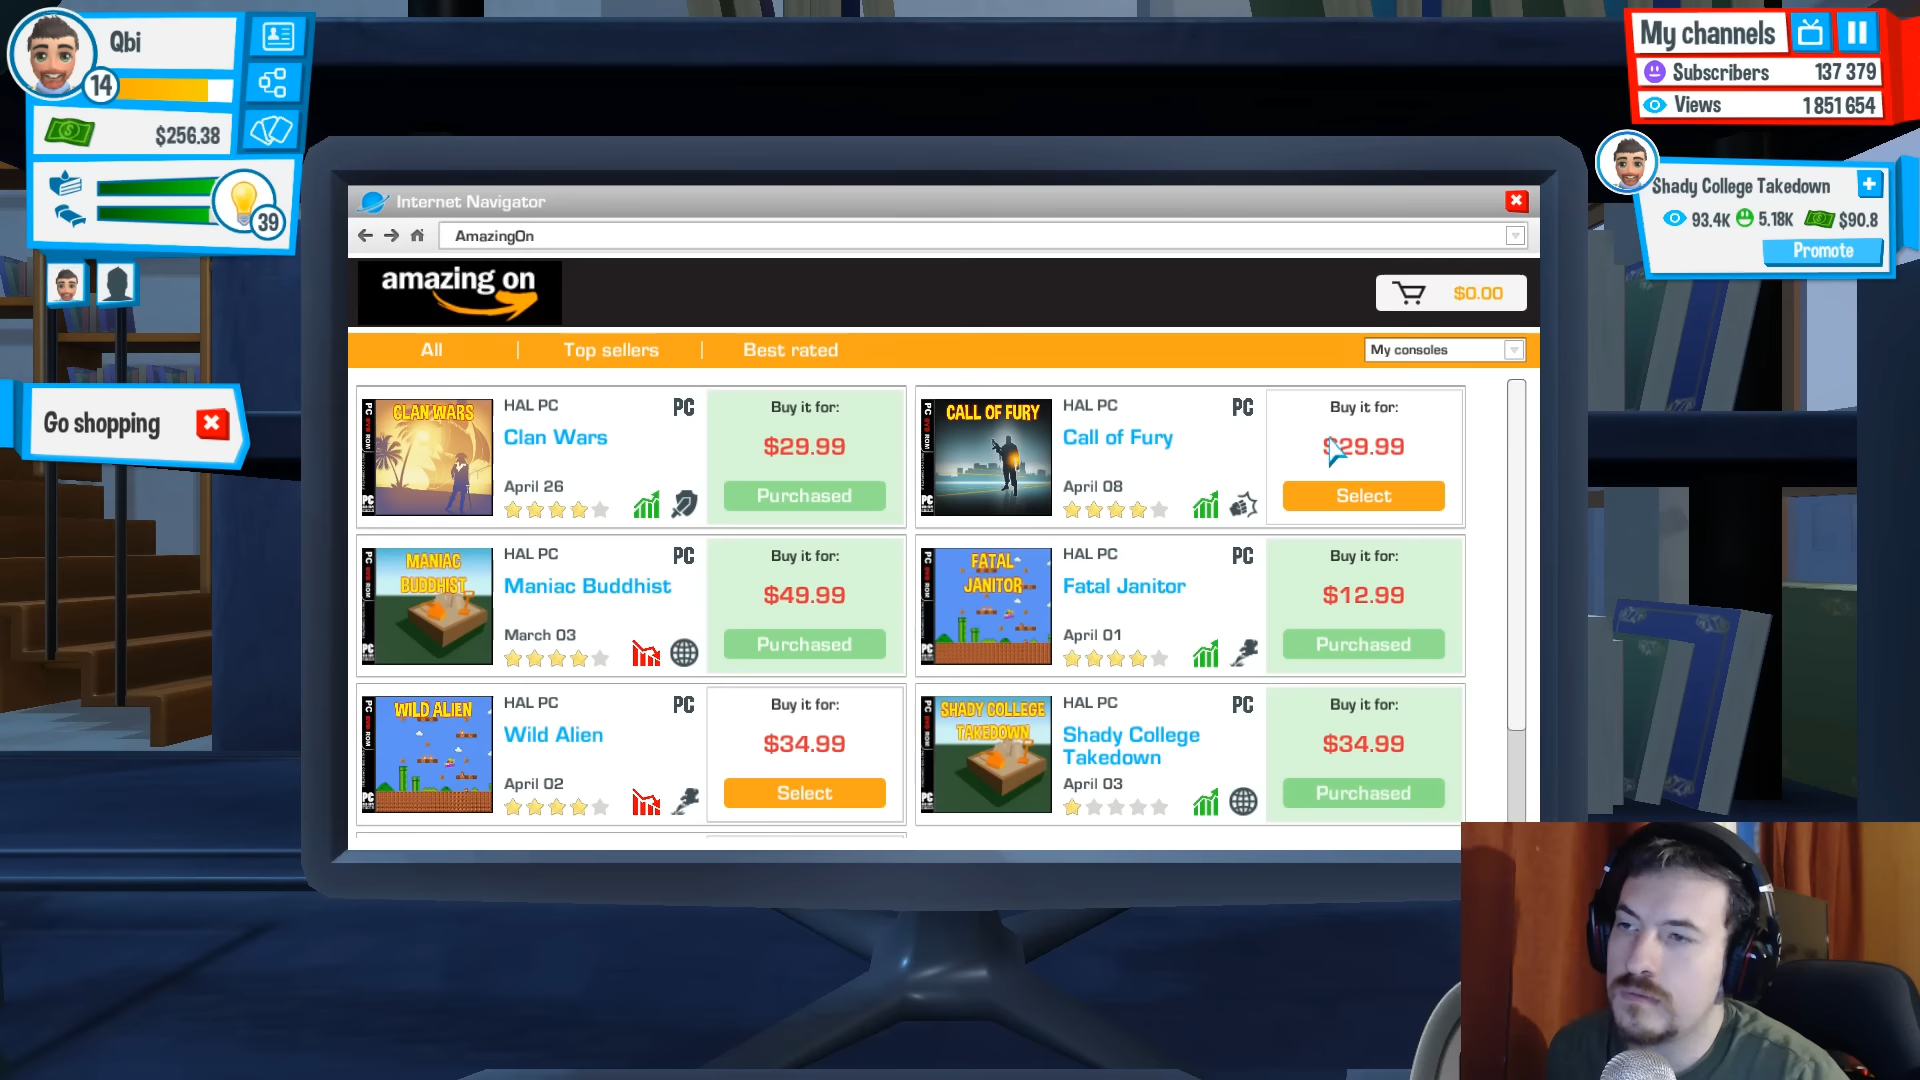 Qbi
14
$256.38
39
Go shopping
My channels
Subscribers 137 379
Views 1 851 654
Shady College Takedown
93.4K 5.18K $90.8
Promote
Internet Navigator
AmazingOn
amazing on
$0.00
All | Top sellers | Best rated
My consoles
CLAN WARS
HAL PC PC
Clan Wars
April 26
Buy it for:
$29.99
Purchased
CALL OF FURY
HAL PC PC
Call of Fury
April 08
Buy it for:
$29.99
Select
MANIAC
BUDDHIST
HAL PC PC
Maniac Buddhist
March 03
Buy it for:
$49.99
Purchased
FATAL
JANITOR
HAL PC PC
Fatal Janitor
April 01
Buy it for:
$12.99
Purchased
WILD ALIEN
HAL PC PC
Wild Alien
April 02
Buy it for:
$34.99
Select
SHADY COLLEGE
TAKEDOWN
HAL PC PC
Shady College
Takedown
April 03
Buy it for:
$34.99
Purchased